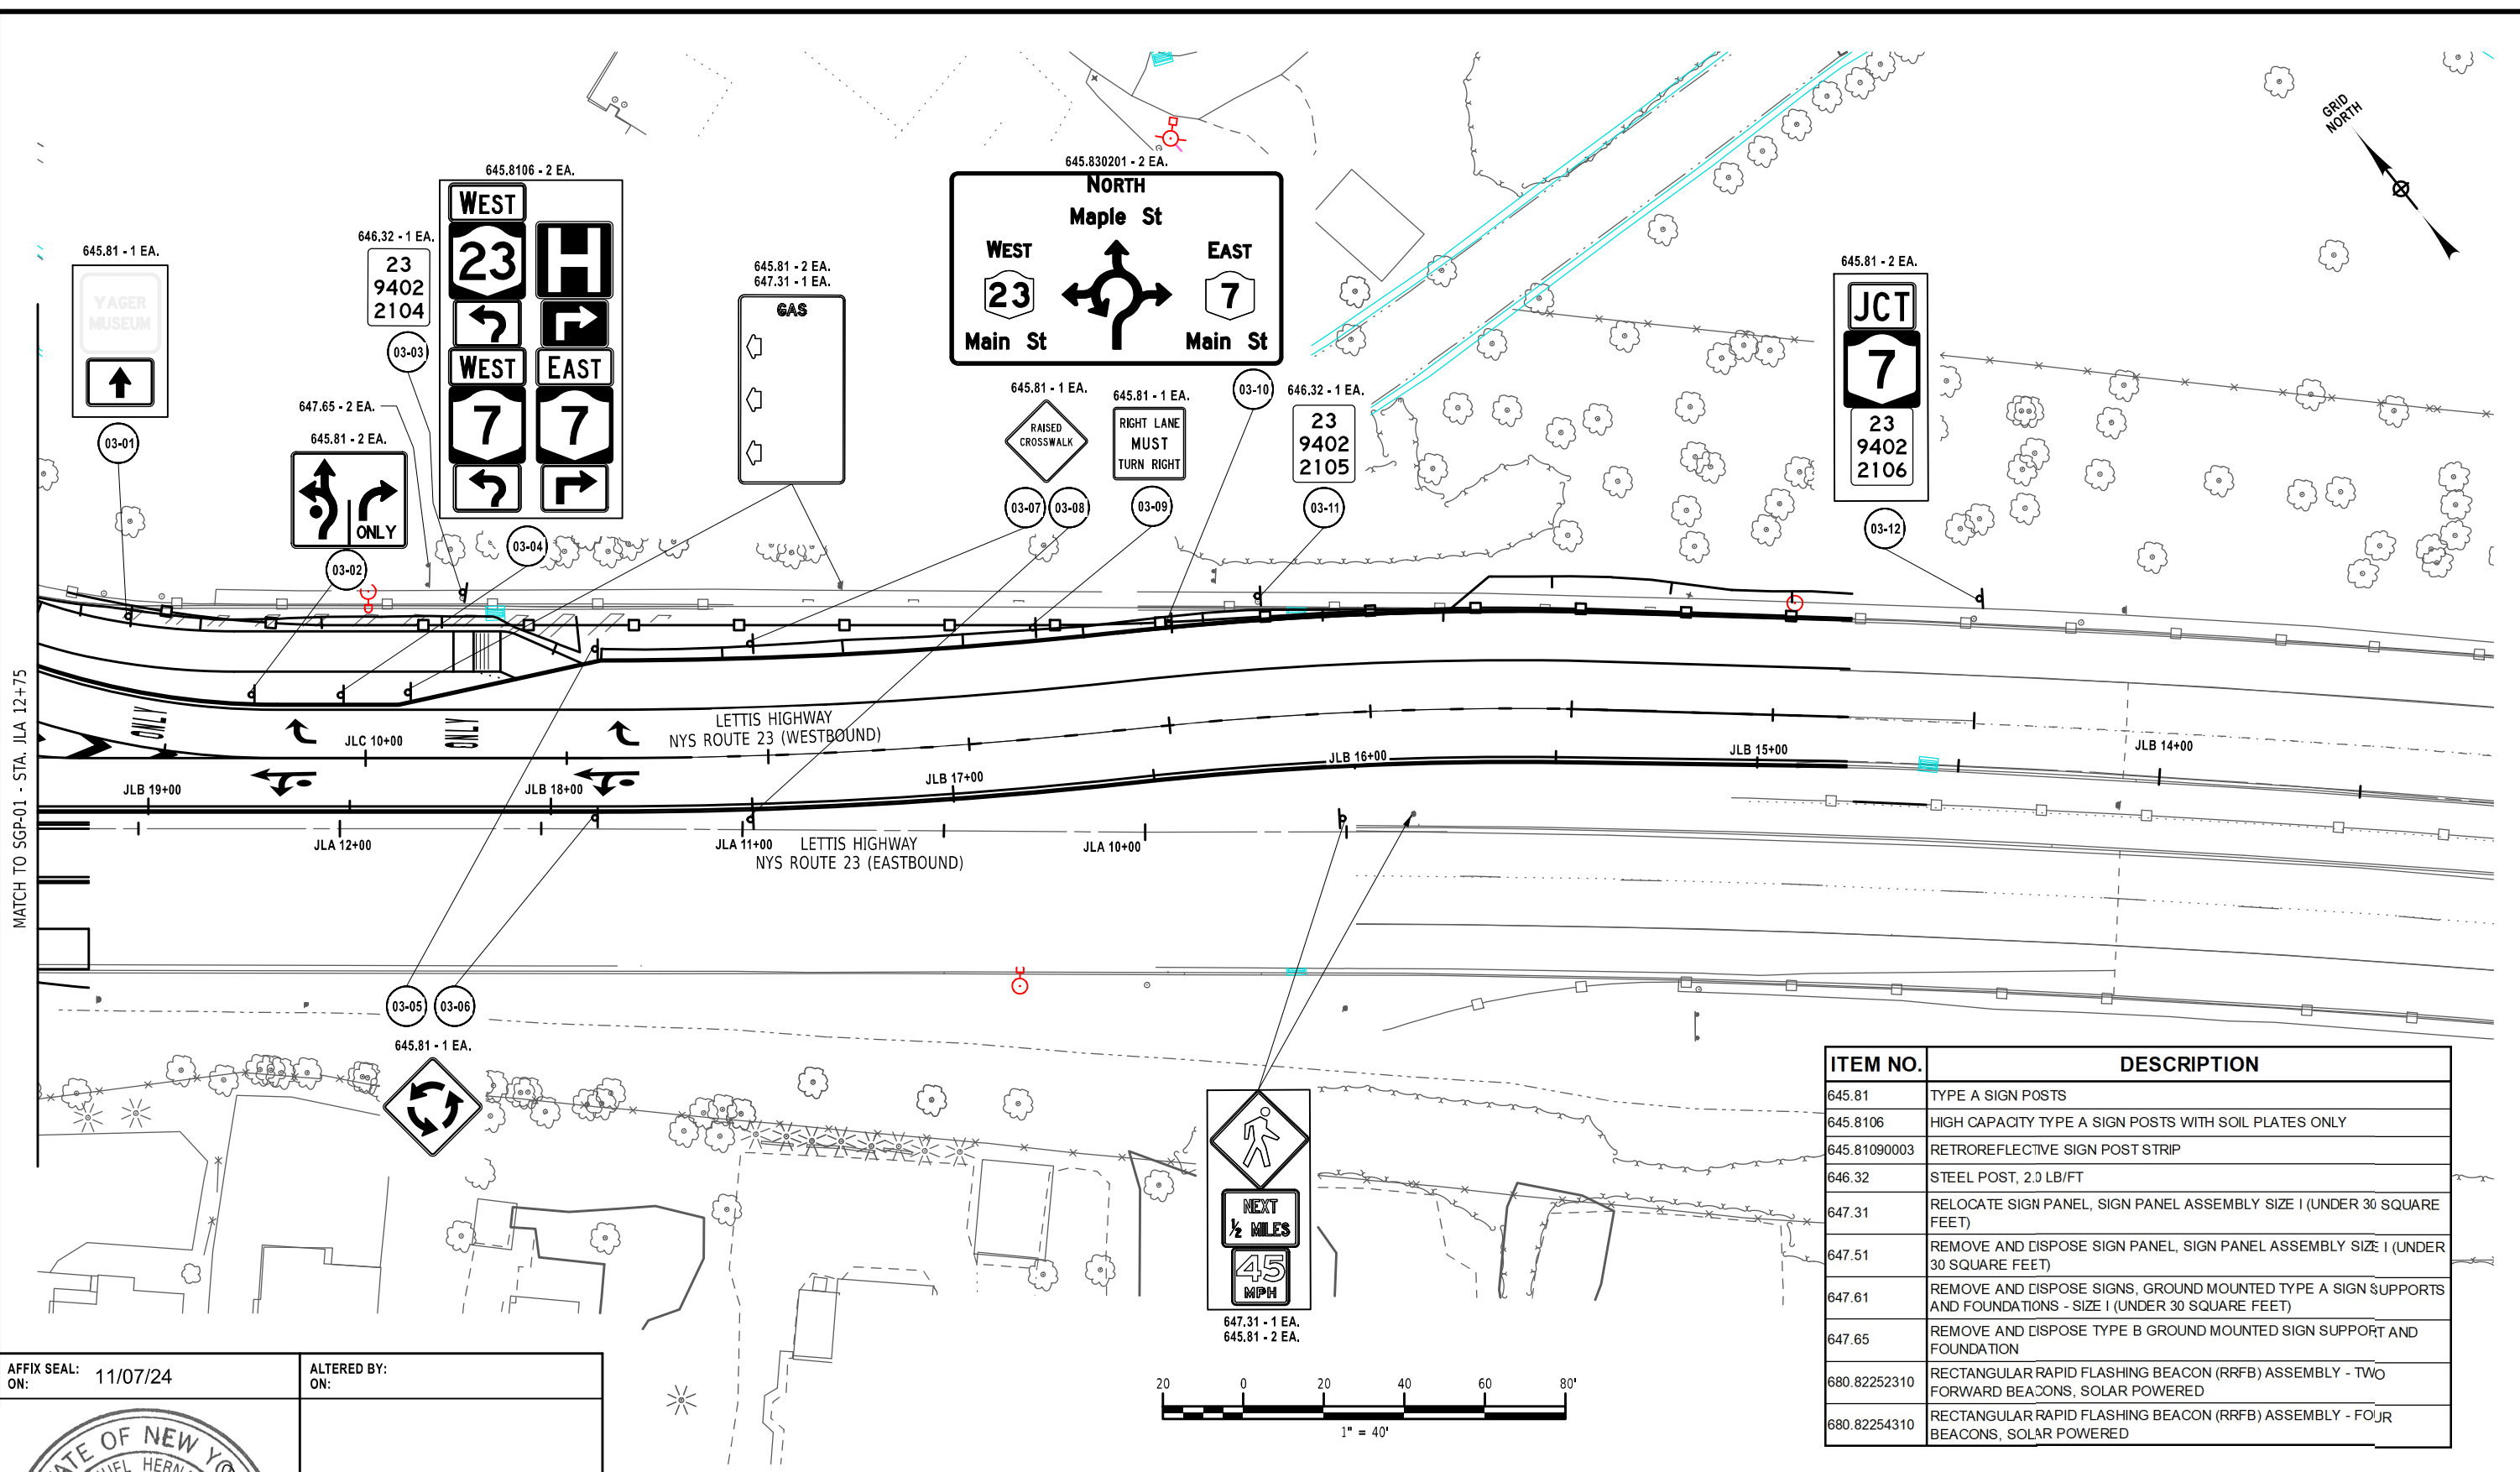 GRID
NORTH
645.81 - 1 EA.
YAGER
MUSEUM
03-01
646.32 - 1 EA.
23
9402
2104
03-03
647.65 - 2 EA.
645.81 - 2 EA.
ONLY
03-02
645.8106 - 2 EA.
WEST
23
H
WEST
EAST
7
7
03-04
645.81 - 2 EA.
647.31 - 1 EA.
GAS
645.830201 - 2 EA.
NORTH
Maple St
WEST
EAST
23
7
Main St
Main St
03-10
645.81 - 1 EA.
RAISED
CROSSWALK
03-07
03-08
645.81 - 1 EA.
RIGHT LANE
MUST
TURN RIGHT
03-09
646.32 - 1 EA.
23
9402
2105
03-11
645.81 - 2 EA.
JCT
7
23
9402
2106
03-12
MATCH TO SGP-01 - STA. JLA 12+75
ONLY
ONLY
JLC 10+00
LETTIS HIGHWAY
NYS ROUTE 23 (WESTBOUND)
JLB 19+00
JLB 18+00
JLB 17+00
JLB 16+00
JLB 15+00
JLB 14+00
JLA 12+00
JLA 11+00
JLA 10+00
LETTIS HIGHWAY
NYS ROUTE 23 (EASTBOUND)
03-05
03-06
645.81 - 1 EA.
NEXT
½ MILES
45
MPH
647.31 - 1 EA.
645.81 - 2 EA.
ITEM NO. DESCRIPTION
645.81 TYPE A SIGN POSTS
645.8106 HIGH CAPACITY TYPE A SIGN POSTS WITH SOIL PLATES ONLY
645.81090003 RETROREFLECTIVE SIGN POST STRIP
646.32 STEEL POST, 2.0 LB/FT
647.31 RELOCATE SIGN PANEL, SIGN PANEL ASSEMBLY SIZE I (UNDER 30 SQUARE
FEET)
647.51 REMOVE AND DISPOSE SIGN PANEL, SIGN PANEL ASSEMBLY SIZE I (UNDER
30 SQUARE FEET)
647.61 REMOVE AND DISPOSE SIGNS, GROUND MOUNTED TYPE A SIGN SUPPORTS
AND FOUNDATIONS - SIZE I (UNDER 30 SQUARE FEET)
647.65 REMOVE AND DISPOSE TYPE B GROUND MOUNTED SIGN SUPPORT AND
FOUNDATION
680.82252310 RECTANGULAR RAPID FLASHING BEACON (RRFB) ASSEMBLY - TWO
FORWARD BEACONS, SOLAR POWERED
680.82254310 RECTANGULAR RAPID FLASHING BEACON (RRFB) ASSEMBLY - FOUR
BEACONS, SOLAR POWERED
20 0 20 40 60 80'
1" = 40'
AFFIX SEAL:
ON: 11/07/24
ALTERED BY:
ON:
OF NEW